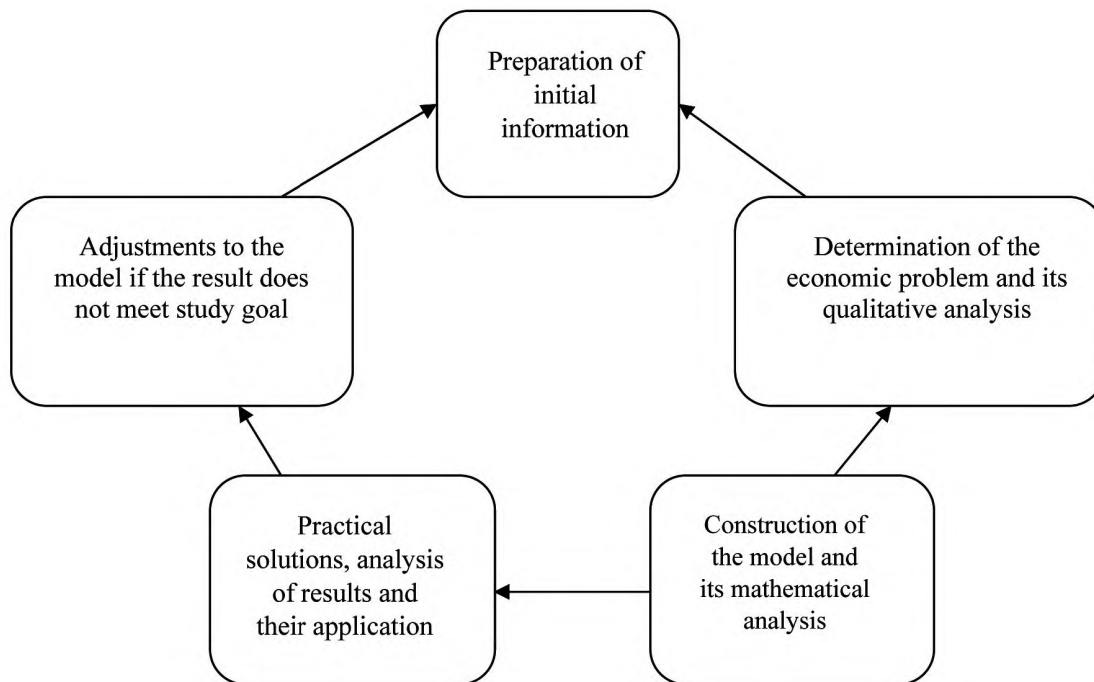 Preparation of
initial
information
Adjustments to the
model if the result does
not meet study goal
Determination of the
economic problem and its
qualitative analysis
Practical
solutions, analysis
of results and
their application
Construction of
the model and
its mathematical
analysis